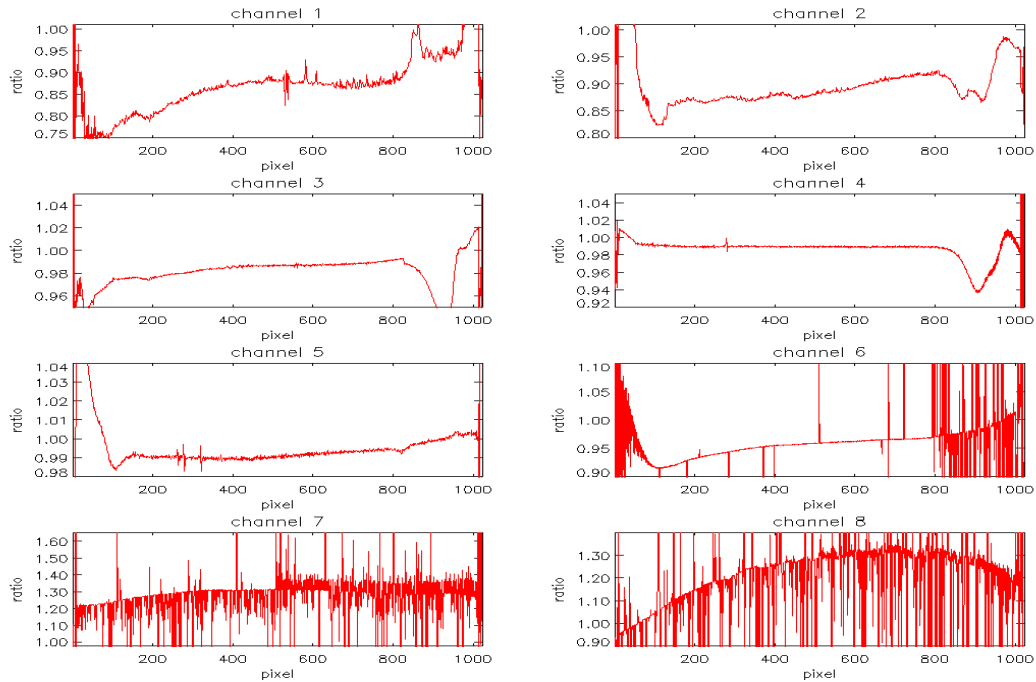 channel 1
1.00
0.95
0.90
0.85
0.80
0.75
ratio
200 400 600 800 1000
pixel
channel 2
1.00
0.95
0.90
0.85
0.80
ratio
200 400 600 800 1000
pixel
channel 3
1.04
1.02
1.00
0.98
0.96
ratio
200 400 600 800 1000
pixel
channel 4
1.04
1.02
1.00
0.98
0.96
0.94
0.92
ratio
200 400 600 800 1000
pixel
channel 5
1.04
1.03
1.02
1.01
1.00
0.99
0.98
ratio
200 400 600 800 1000
pixel
channel 6
1.10
1.05
1.00
0.95
0.90
ratio
200 400 600 800 1000
pixel
channel 7
1.60
1.50
1.40
1.30
1.20
1.10
1.00
ratio
200 400 600 800 1000
pixel
channel 8
1.30
1.20
1.10
1.00
0.90
ratio
200 400 600 800 1000
pixel